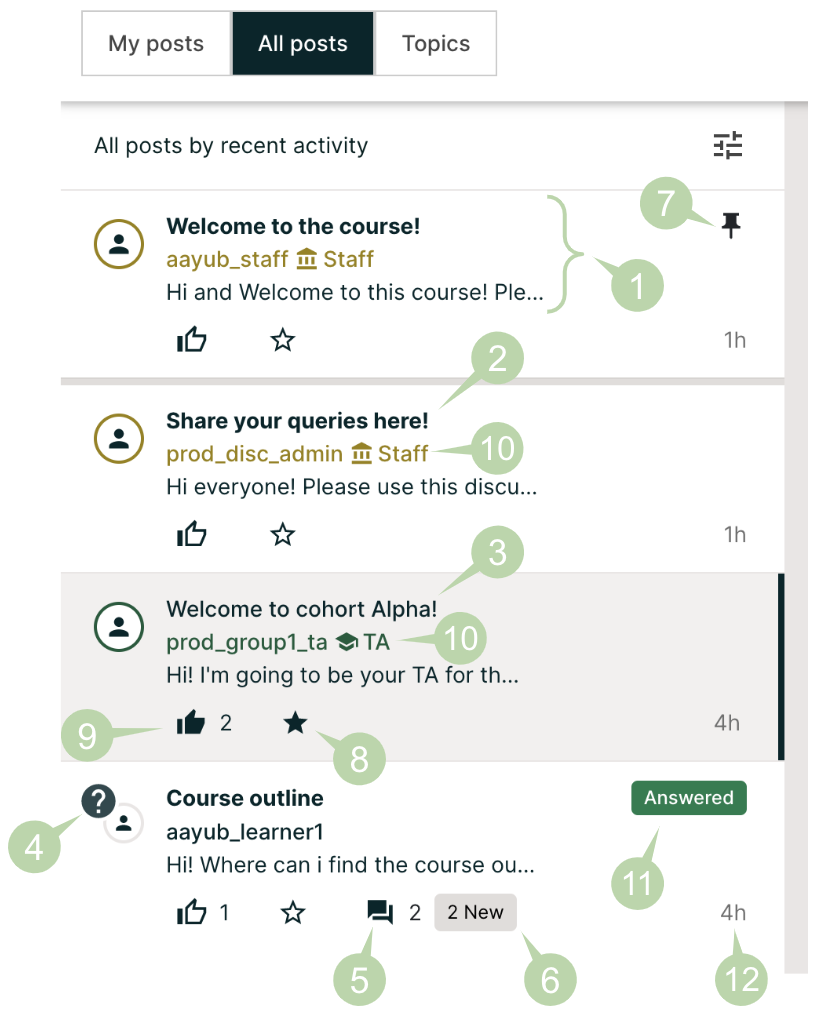 My posts All posts Topics
All posts by recent activity
7
Welcome to the course!
aayub_staff Staff
1
Hi and Welcome to this course! Ple...
1h
2
Share your queries here!
prod_disc_admin Staff 10
Hi everyone! Please use this discu...
1h
3
Welcome to cohort Alpha!
prod_group1_ta TA 10
Hi! I'm going to be your TA for th...
9 2 4h
8
? Course outline Answered
aayub_learner1
4
Hi! Where can i find the course ou...
11
1 2 2 New 4h
5 6 12